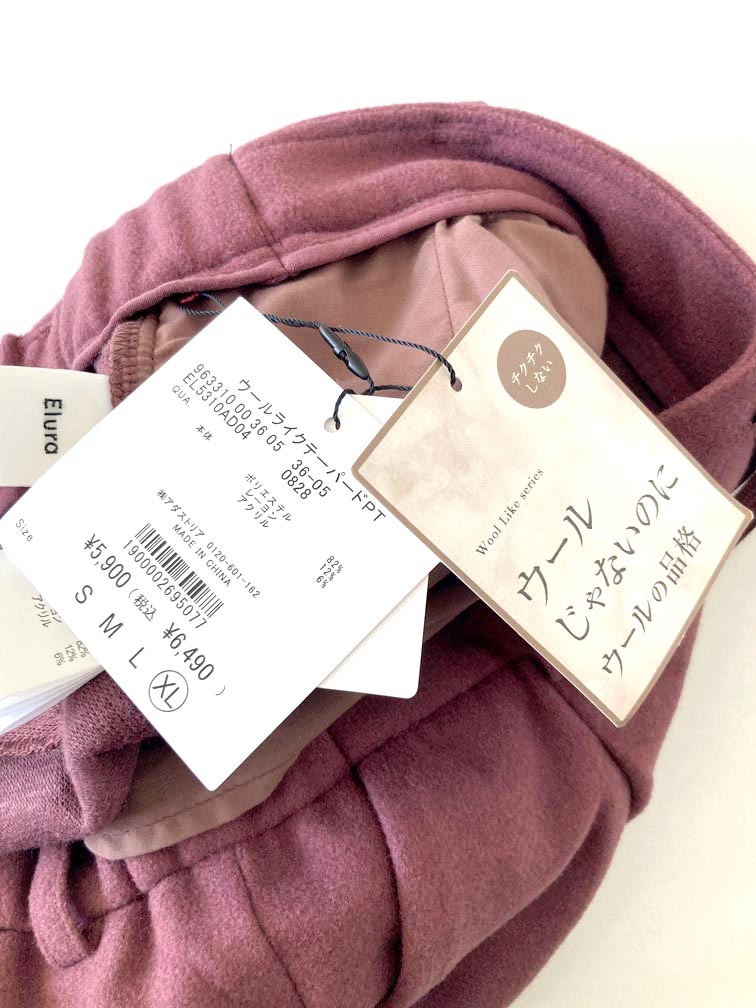 Elura
ウールライクテーパードPT
963310 00 36 05 36-05
EL5310AD04 0828
QUA.
本体
ポリエステル 82%
レーヨン 12%
アクリル 6%
㈱アダストリア 0120-601-162
MADE IN CHINA
1900002695077
¥5,900 (税込 ¥6,490 )
Size
S M L XL
チクチク
しない
Wool Like series
ウール
じゃないのに
ウールの品格
82%
12%
アクリル 6%